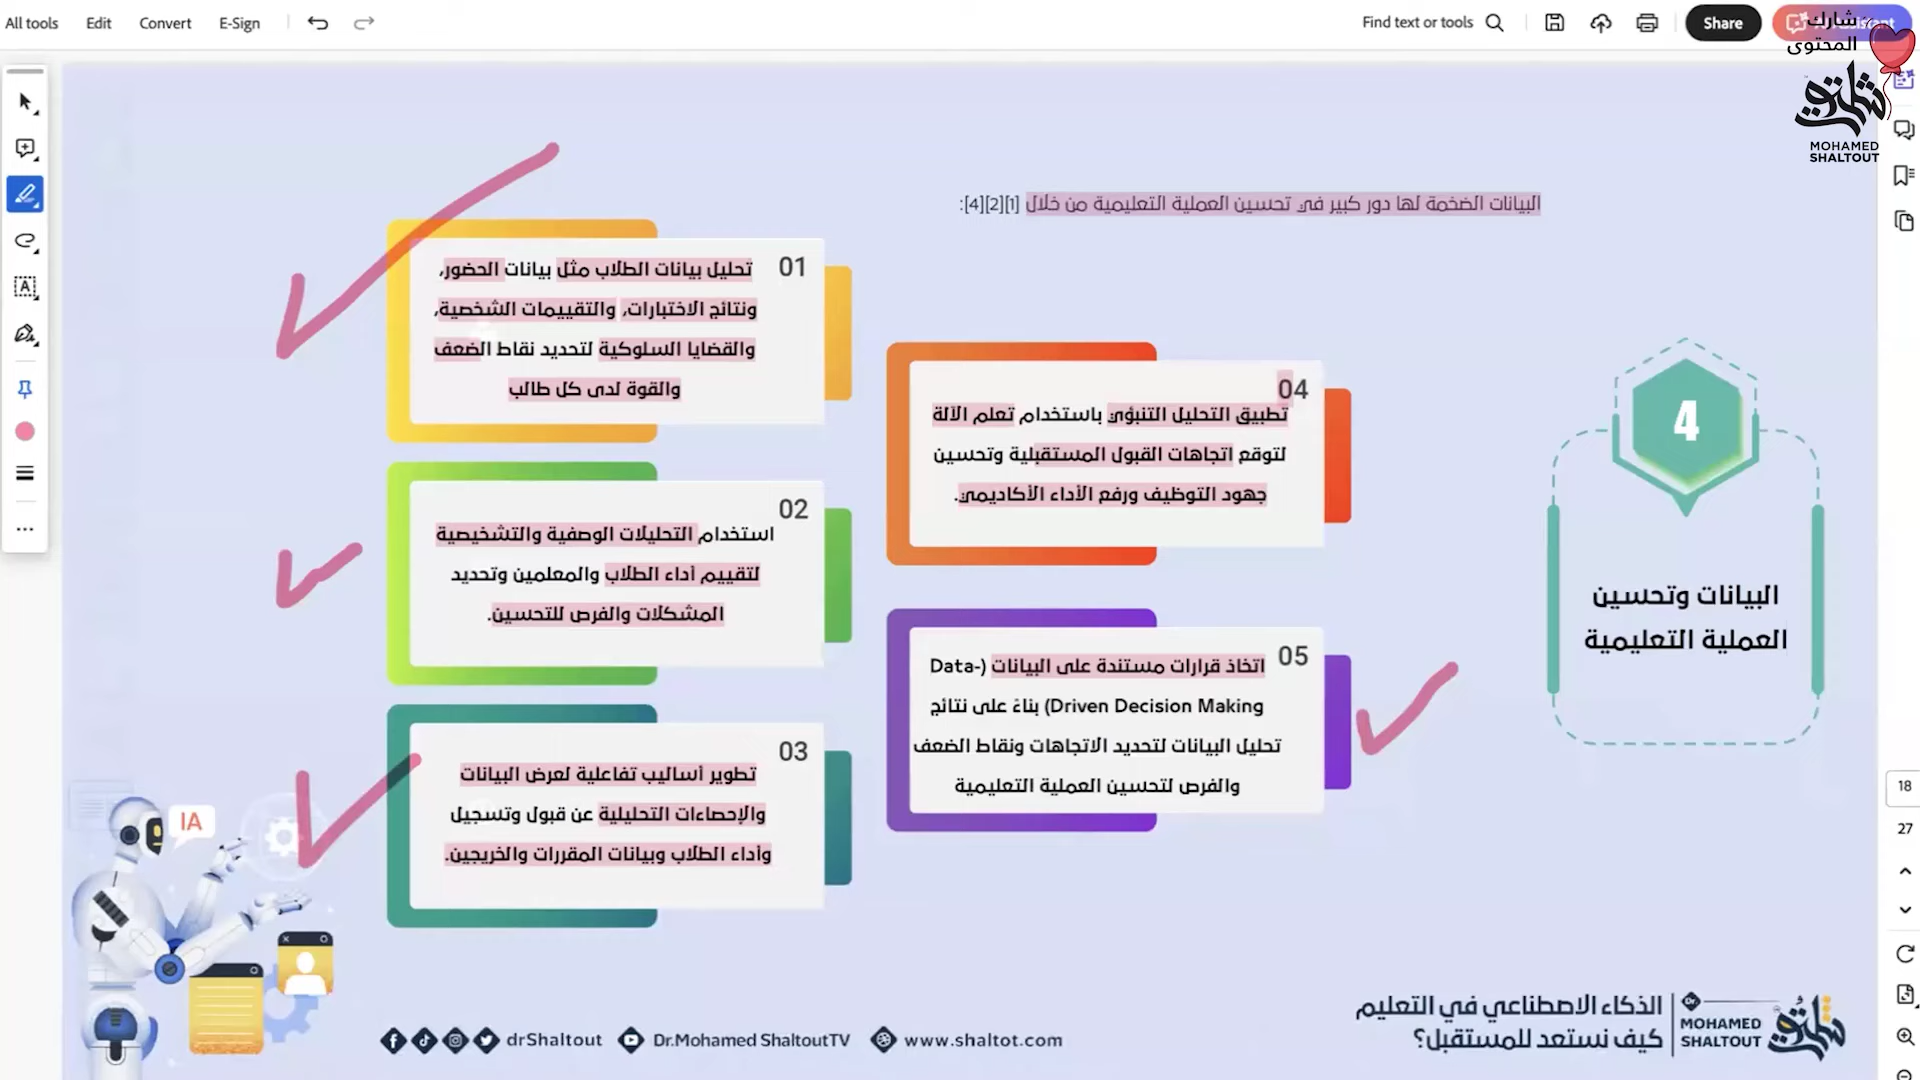 All tools
Edit
Convert
E-Sign
Find text or tools
Share
شارك
المحتوى
شلتوت
MOHAMED
SHALTOUT
البيانات الضخمة لها دور كبير في تحسين العملية التعليمية من خلال [1][2][4]:
4
البيانات وتحسين
العملية التعليمية
01
تحليل بيانات الطلاب مثل بيانات الحضور،
ونتائج الاختبارات، والتقييمات الشخصية،
والقضايا السلوكية لتحديد نقاط الضعف
والقوة لدى كل طالب
02
استخدام التحليلات الوصفية والتشخيصية
لتقييم أداء الطلاب والمعلمين وتحديد
المشكلات والفرص للتحسين.
03
تطوير أساليب تفاعلية لعرض البيانات
والإحصاءات التحليلية عن قبول وتسجيل
وأداء الطلاب وبيانات المقررات والخريجين.
04
تطبيق التحليل التنبؤي باستخدام تعلم الآلة
لتوقع اتجاهات القبول المستقبلية وتحسين
جهود التوظيف ورفع الأداء الأكاديمي.
05
اتخاذ قرارات مستندة على البيانات (Data-
Driven Decision Making) بناءً على نتائج
تحليل البيانات لتحديد الاتجاهات ونقاط الضعف
والفرص لتحسين العملية التعليمية
IA
18
27
drShaltout
Dr.Mohamed ShaltoutTV
www.shaltot.com
الذكاء الاصطناعي في التعليم
كيف نستعد للمستقبل؟
Dr
MOHAMED
SHALTOUT
شلتوت